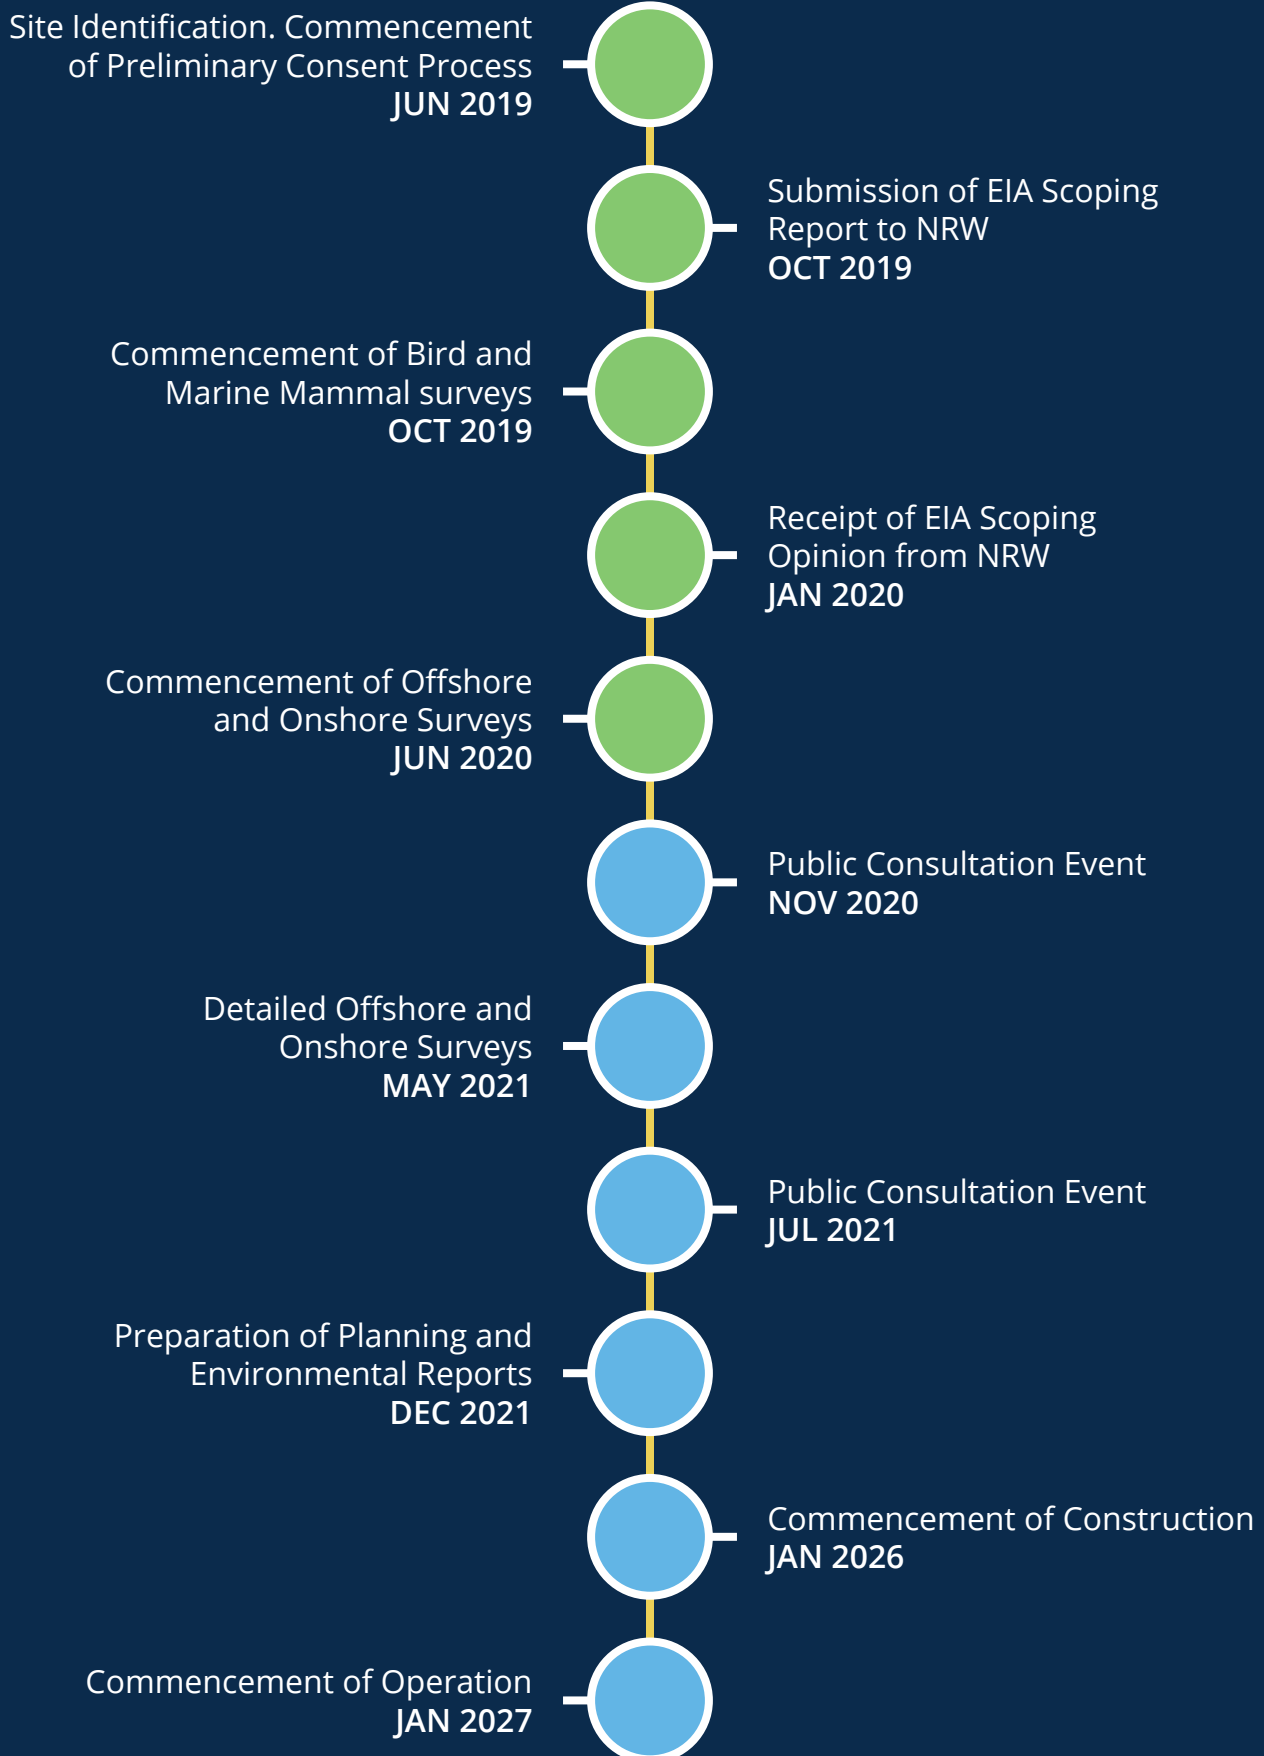 Site Identification. Commencement
of Preliminary Consent Process
JUN 2019
Submission of EIA Scoping
Report to NRW
OCT 2019
Commencement of Bird and
Marine Mammal surveys
OCT 2019
Receipt of EIA Scoping
Opinion from NRW
JAN 2020
Commencement of Offshore
and Onshore Surveys
JUN 2020
Public Consultation Event
NOV 2020
Detailed Offshore and
Onshore Surveys
MAY 2021
Public Consultation Event
JUL 2021
Preparation of Planning and
Environmental Reports
DEC 2021
Commencement of Construction
JAN 2026
Commencement of Operation
JAN 2027